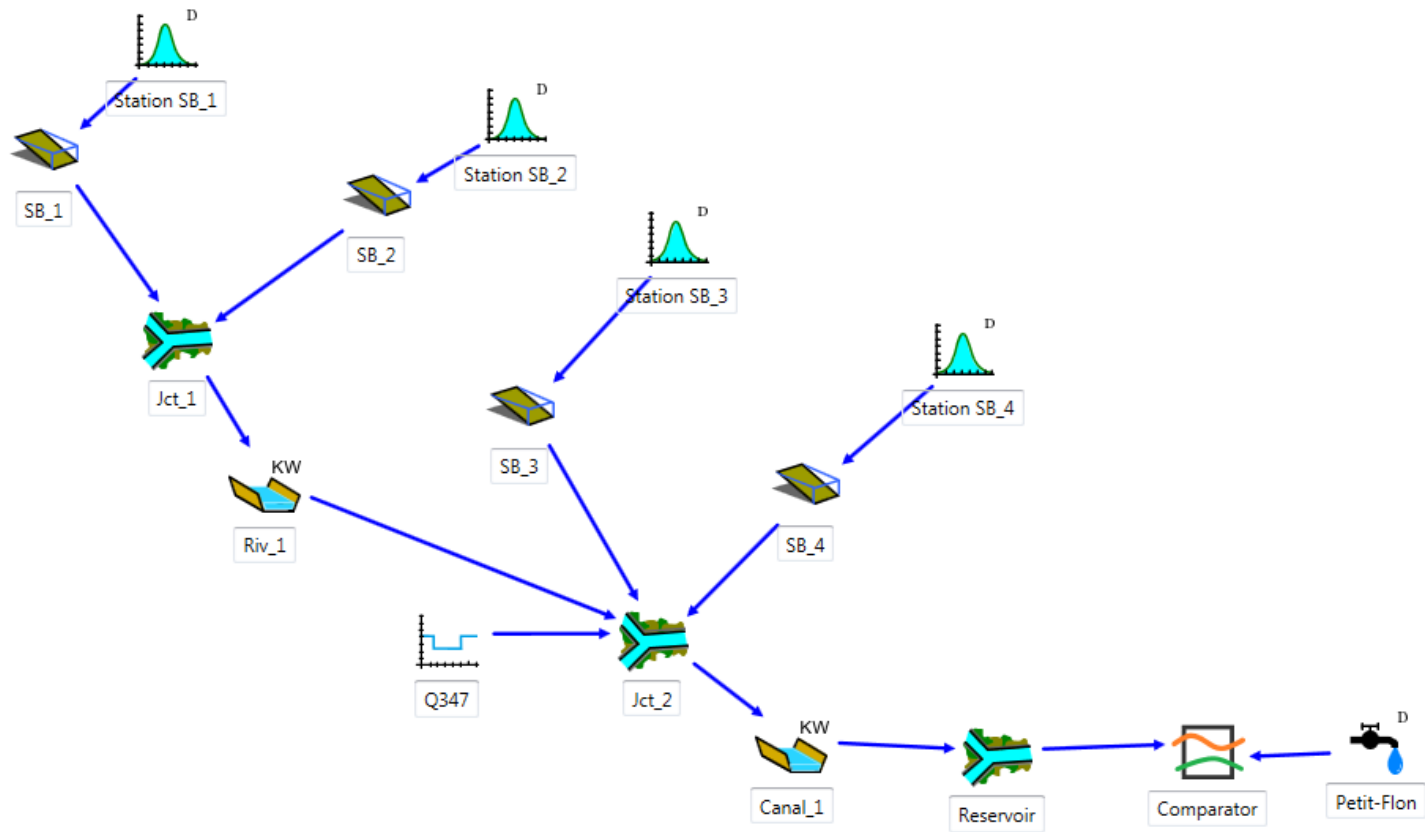 D
Station SB_1
D
Station SB_2
SB_1
SB_2
D
Station SB_3
D
Station SB_4
Jct_1
SB_3
KW
Riv_1
SB_4
Q347
Jct_2
KW
D
Canal_1
Reservoir
Comparator
Petit-Flon